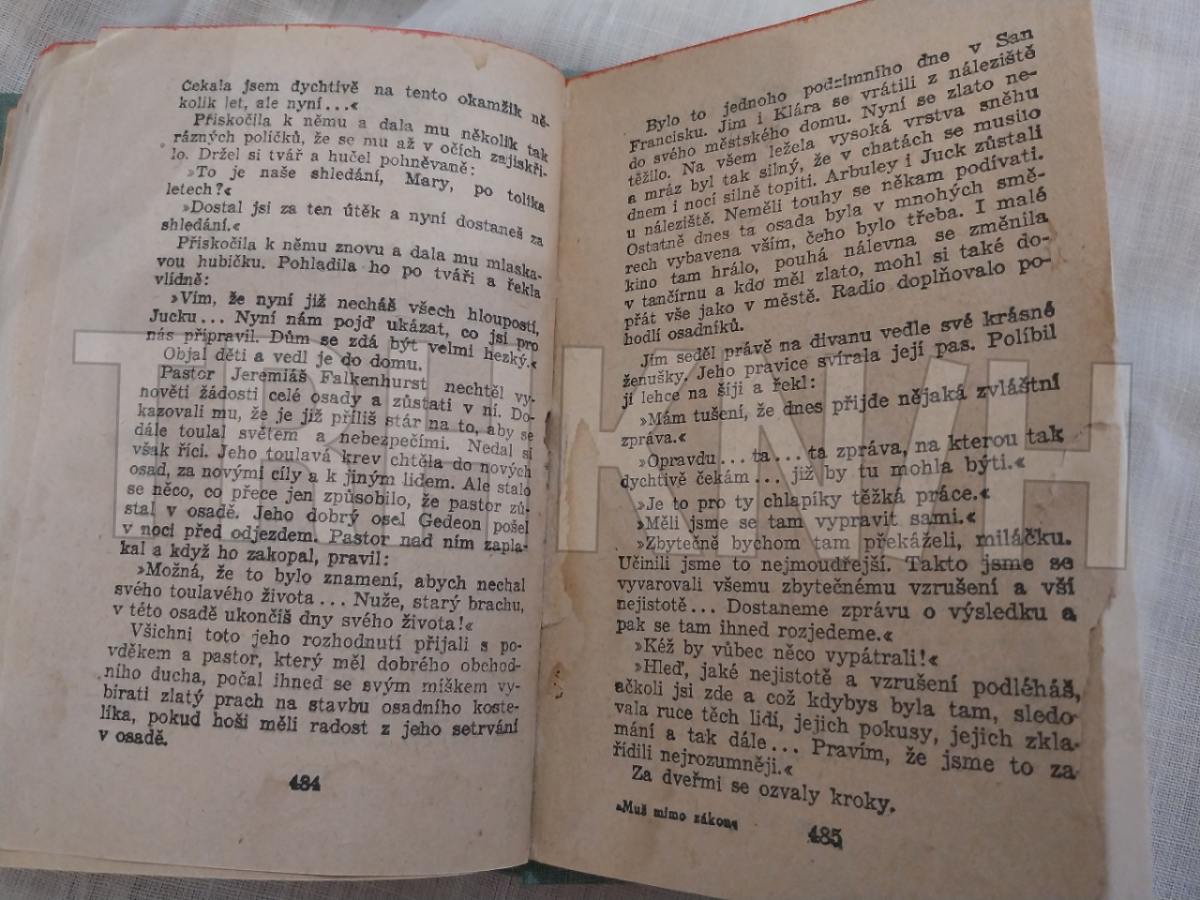 Čekala jsem dychtivě na tento okamžik ně-
kolik let, ale nyní...«
Přiskočila k němu a dala mu několik tak
rázných políčků, že se mu až v očích zajiskři-
lo. Držel si tvář a hučel pohněvaně:
»To je naše shledání, Mary, po tolika
letech?«
»Dostal jsi za ten útěk a nyní dostaneš za
shledání.«
Přiskočila k němu znovu a dala mu mlaska-
vou hubičku. Pohladila ho po tváři a řekla
vlídně:
»Vím, že nyní již necháš všech hloupostí,
Jucku... Nyní nám pojď ukázat, co jsi pro
nás připravil. Dům se zdá být velmi hezký.«
Objal děti a vedl je do domu.
Pastor Jeremiáš Falkenhurst nechtěl vy-
nověti žádosti celé osady a zůstati v ní. Do-
kazovali mu, že je již příliš stár na to, aby se
dále toulal světem a nebezpečími. Nedal si
však říci. Jeho toulavá krev chtěla do nových
osad, za novými cíly a k jiným lidem. Ale stalo
se něco, co přece jen způsobilo, že pastor zů-
stal v osadě. Jeho dobrý osel Gedeon pošel
v noci před odjezdem. Pastor nad ním zapla-
kal a když ho zakopal, pravil:
»Možná, že to bylo znamení, abych nechal
svého toulavého života... Nuže, starý brachu,
v této osadě ukončíš dny svého života!«
Všichni toto jeho rozhodnutí přijali s po-
vděkem a pastor, který měl dobrého obchod-
ního ducha, počal ihned se svým míškem vy-
bírati zlatý prach na stavbu osadního koste-
líka, pokud hoši měli radost z jeho setrvání
v osadě.
484
Bylo to jednoho podzimního dne v San
Francisku. Jim i Klára se vrátili z náleziště
do svého městského domu. Nyní se zlato ne-
těžilo. Na všem ležela vysoká vrstva sněhu
a mráz byl tak silný, že v chatách se musilo
dnem i nocí silně topiti. Arbuley i Juck zůstali
u náleziště. Neměli touhy se někam podívati.
Ostatně dnes ta osada byla v mnohých smě-
rech vybavena vším, čeho bylo třeba. I malé
kino tam hrálo, pouhá nálevna se změnila
v tančírnu a kdo měl zlato, mohl si také do-
přát vše jako v městě. Radio doplňovalo po-
hodlí osadníků.
Jim seděl právě na divanu vedle své krásné
ženušky. Jeho pravice svírala její pas. Políbil
jí lehce na šíji a řekl:
»Mám tušení, že dnes přijde nějaká zvláštní
zpráva.«
»Opravdu... ta... ta zpráva, na kterou tak
dychtivě čekám... již by tu mohla býti.«
»Je to pro ty chlapíky těžká práce.«
»Měli jsme se tam vypravit sami.«
»Zbytečně bychom tam překáželi, miláčku.
Učinili jsme to nejmoudřejší. Takto jsme se
vyvarovali všemu zbytečnému vzrušení a vší
nejistotě... Dostaneme zprávu o výsledku a
pak se tam ihned rozjedeme.«
»Kéž by vůbec něco vypátrali!«
»Hleď, jaké nejistotě a vzrušení podléháš,
ačkoli jsi zde a což kdybys byla tam, sledo-
vala ruce těch lidí, jejich pokusy, jejich zkla-
mání a tak dále... Pravím, že jsme to za-
řídili nejrozumněji.«
Za dveřmi se ozvaly kroky.
»Muš mimo zákon«
485